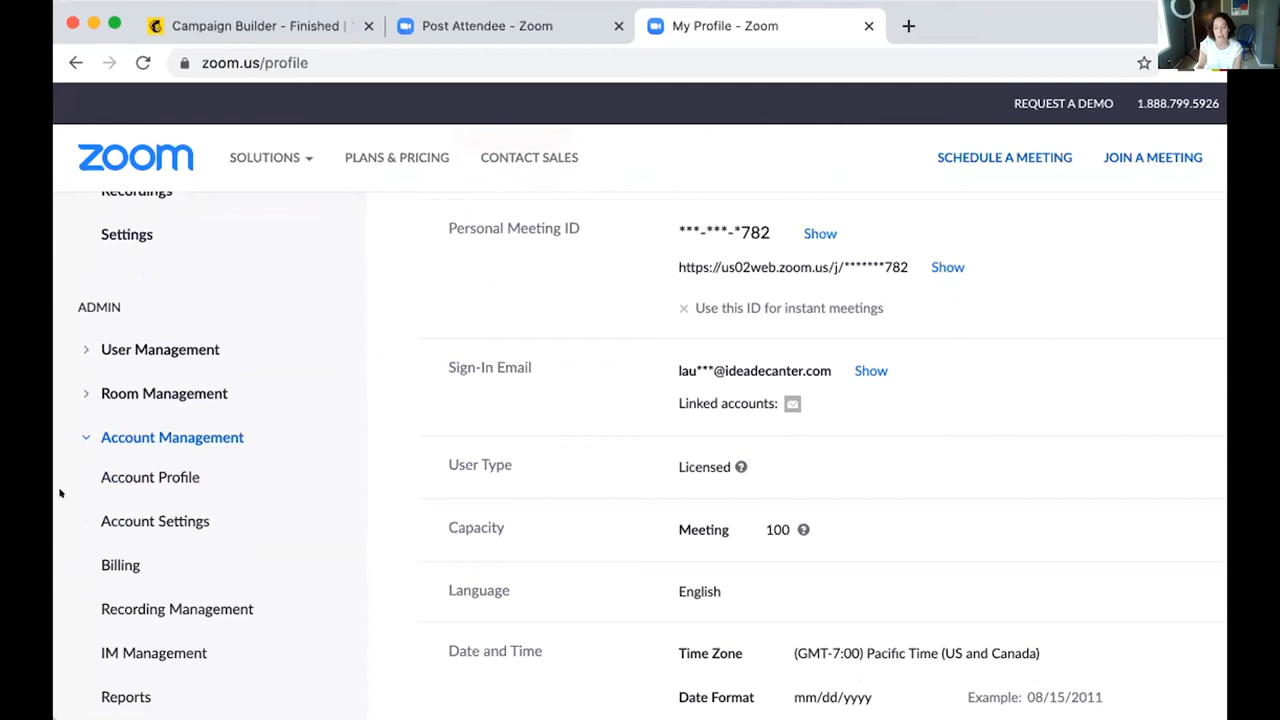 Campaign Builder - Finished |
Post Attendee - Zoom
My Profile - Zoom
zoom.us/profile
REQUEST A DEMO 1.888.799.5926
zoom SOLUTIONS PLANS & PRICING CONTACT SALES SCHEDULE A MEETING JOIN A MEETING
Recordings
Settings
ADMIN
User Management
Room Management
Account Management
Account Profile
Account Settings
Billing
Recording Management
IM Management
Reports
Personal Meeting ID ***-***-*782 Show
https://us02web.zoom.us/j/*******782 Show
Use this ID for instant meetings
Sign-In Email lau***@ideadecanter.com Show
Linked accounts:
User Type Licensed
Capacity Meeting 100
Language English
Date and Time Time Zone (GMT-7:00) Pacific Time (US and Canada)
Date Format mm/dd/yyyy Example: 08/15/2011